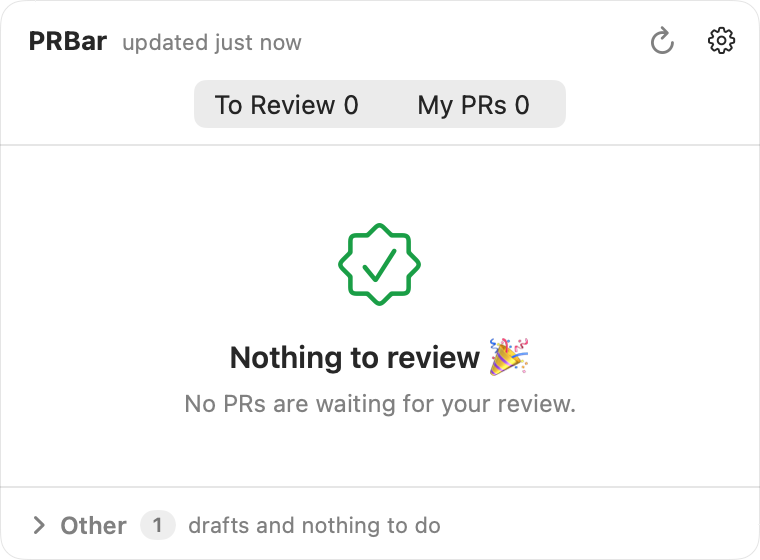 PRBar updated just now
To Review 0 My PRs 0
Nothing to review 🎉
No PRs are waiting for your review.
Other 1 drafts and nothing to do